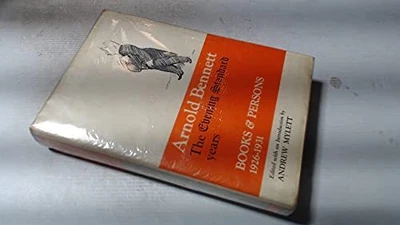 Arnold Bennett
The Evening Standard
years
BOOKS & PERSONS
1926-1931
Edited with an Introduction by
ANDREW MYLETT